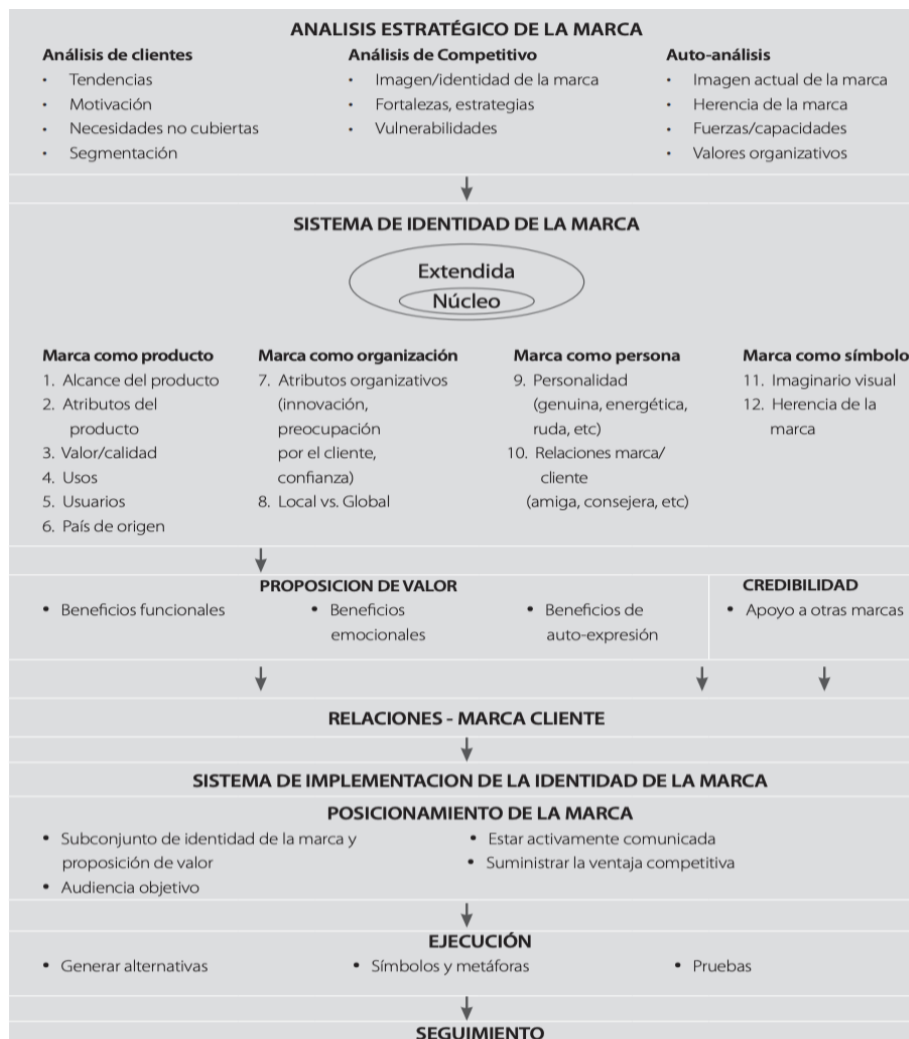 ANALISIS ESTRATÉGICO DE LA MARCA
Análisis de clientes
• Tendencias
• Motivación
• Necesidades no cubiertas
• Segmentación
Análisis de Competitivo
• Imagen/identidad de la marca
• Fortalezas, estrategias
• Vulnerabilidades
Auto-análisis
• Imagen actual de la marca
• Herencia de la marca
• Fuerzas/capacidades
• Valores organizativos
SISTEMA DE IDENTIDAD DE LA MARCA
Extendida
Núcleo
Marca como producto
1. Alcance del producto
2. Atributos del
producto
3. Valor/calidad
4. Usos
5. Usuarios
6. País de origen
Marca como organización
7. Atributos organizativos
(innovación,
preocupación
por el cliente,
confianza)
8. Local vs. Global
Marca como persona
9. Personalidad
(genuina, energética,
ruda, etc)
10. Relaciones marca/
cliente
(amiga, consejera, etc)
Marca como símbolo
11. Imaginario visual
12. Herencia de la
marca
PROPOSICION DE VALOR
• Beneficios funcionales
• Beneficios
emocionales
• Beneficios de
auto-expresión
CREDIBILIDAD
• Apoyo a otras marcas
RELACIONES - MARCA CLIENTE
SISTEMA DE IMPLEMENTACION DE LA IDENTIDAD DE LA MARCA
POSICIONAMIENTO DE LA MARCA
• Subconjunto de identidad de la marca y
proposición de valor
• Audiencia objetivo
• Estar activamente comunicada
• Suministrar la ventaja competitiva
EJECUCIÓN
• Generar alternativas
• Símbolos y metáforas
• Pruebas
SEGUIMIENTO